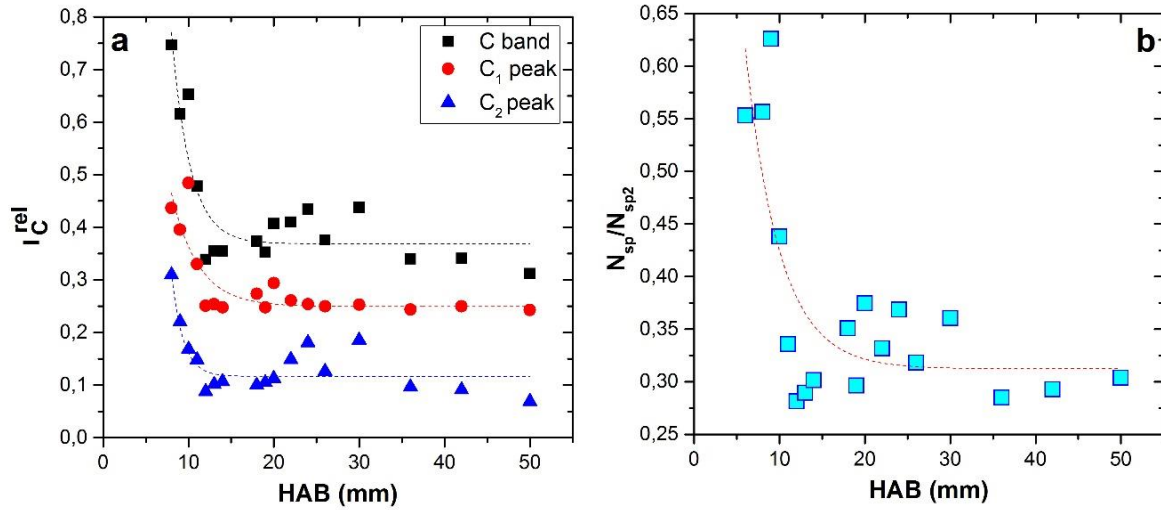 a
C band
C₁ peak
C₂ peak
0,8
0,7
0,6
0,5
0,4
0,3
0,2
0,1
0,0
I_C^rel
0 10 20 30 40 50
HAB (mm)
b
0,65
0,60
0,55
0,50
0,45
0,40
0,35
0,30
0,25
N_sp/N_sp2
0 10 20 30 40 50
HAB (mm)